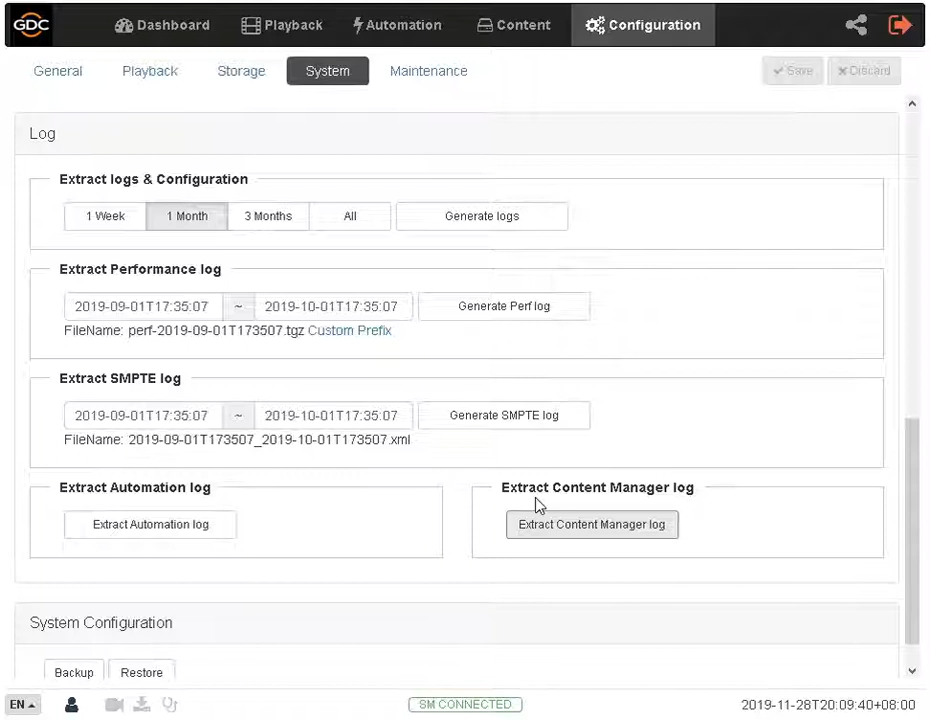 GDC Dashboard Playback Automation Content Configuration
General Playback Storage System Maintenance Save Discard
Log
Extract logs & Configuration
1 Week 1 Month 3 Months All Generate logs
Extract Performance log
2019-09-01T17:35:07 ~ 2019-10-01T17:35:07 Generate Perf log
FileName: perf-2019-09-01T173507.tgz Custom Prefix
Extract SMPTE log
2019-09-01T17:35:07 ~ 2019-10-01T17:35:07 Generate SMPTE log
FileName: 2019-09-01T173507_2019-10-01T173507.xml
Extract Automation log Extract Content Manager log
Extract Automation log Extract Content Manager log
System Configuration
Backup Restore
EN SM CONNECTED 2019-11-28T20:09:40+08:00